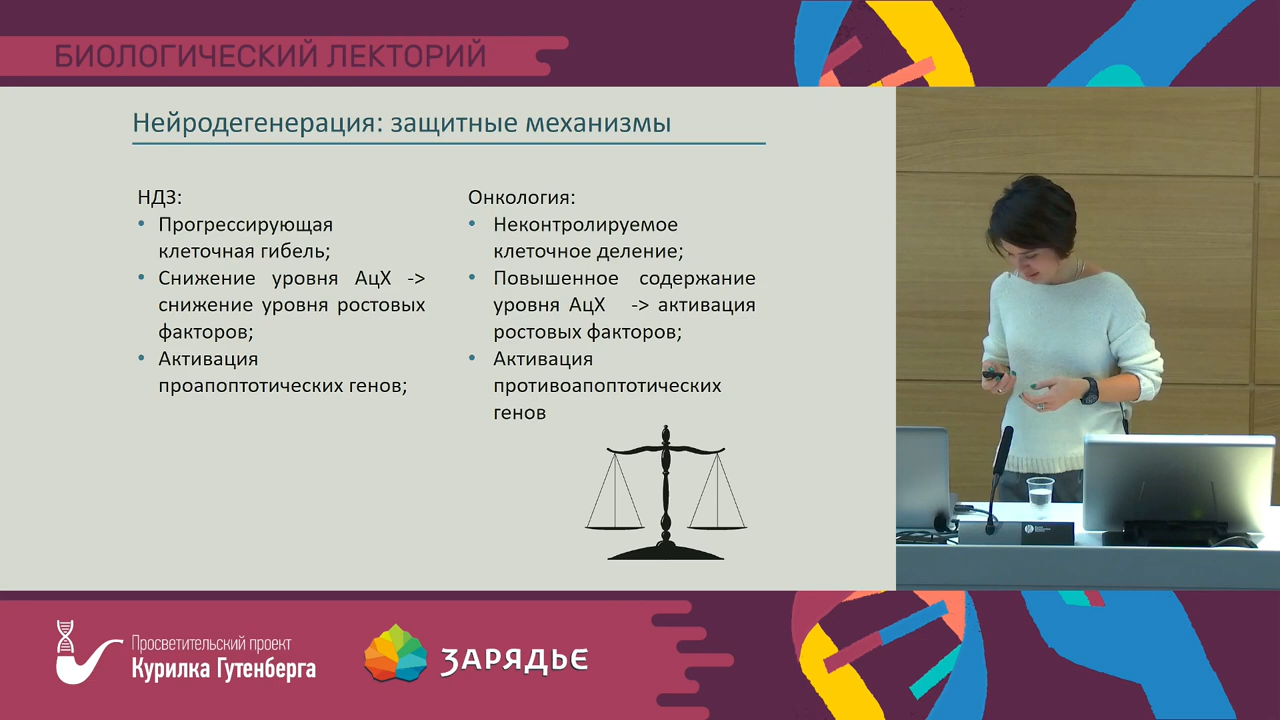 БИОЛОГИЧЕСКИЙ ЛЕКТОРИЙ
Нейродегенерация: защитные механизмы
НДЗ:
• Прогрессирующая
клеточная гибель;
• Снижение уровня АцХ ->
снижение уровня ростовых
факторов;
• Активация
проапоптотических генов;
Онкология:
• Неконтролируемое
клеточное деление;
• Повышенное содержание
уровня АцХ -> активация
ростовых факторов;
• Активация
противоапоптотических
генов
Просветительский проект
Курилка Гутенберга
ЗАРЯДЬЕ